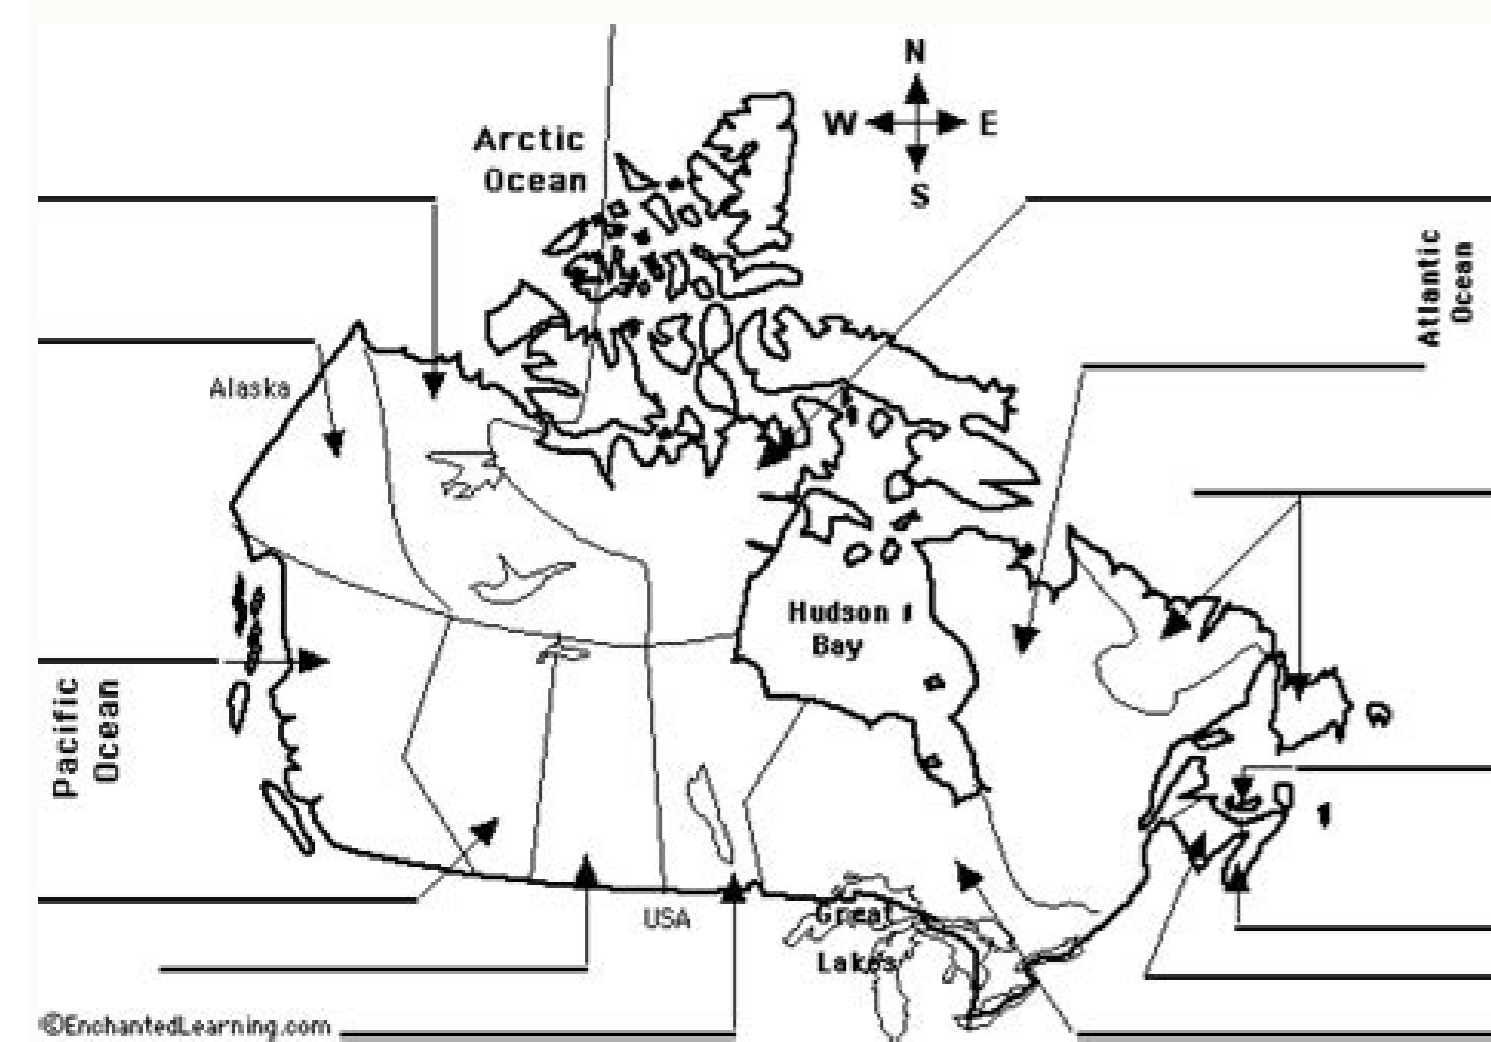 N
W E
S
Arctic
Ocean
Atlantic
Ocean
Alaska
Hudson
Bay
Pacific
Ocean
USA
Great
Lakes
©EnchantedLearning.com